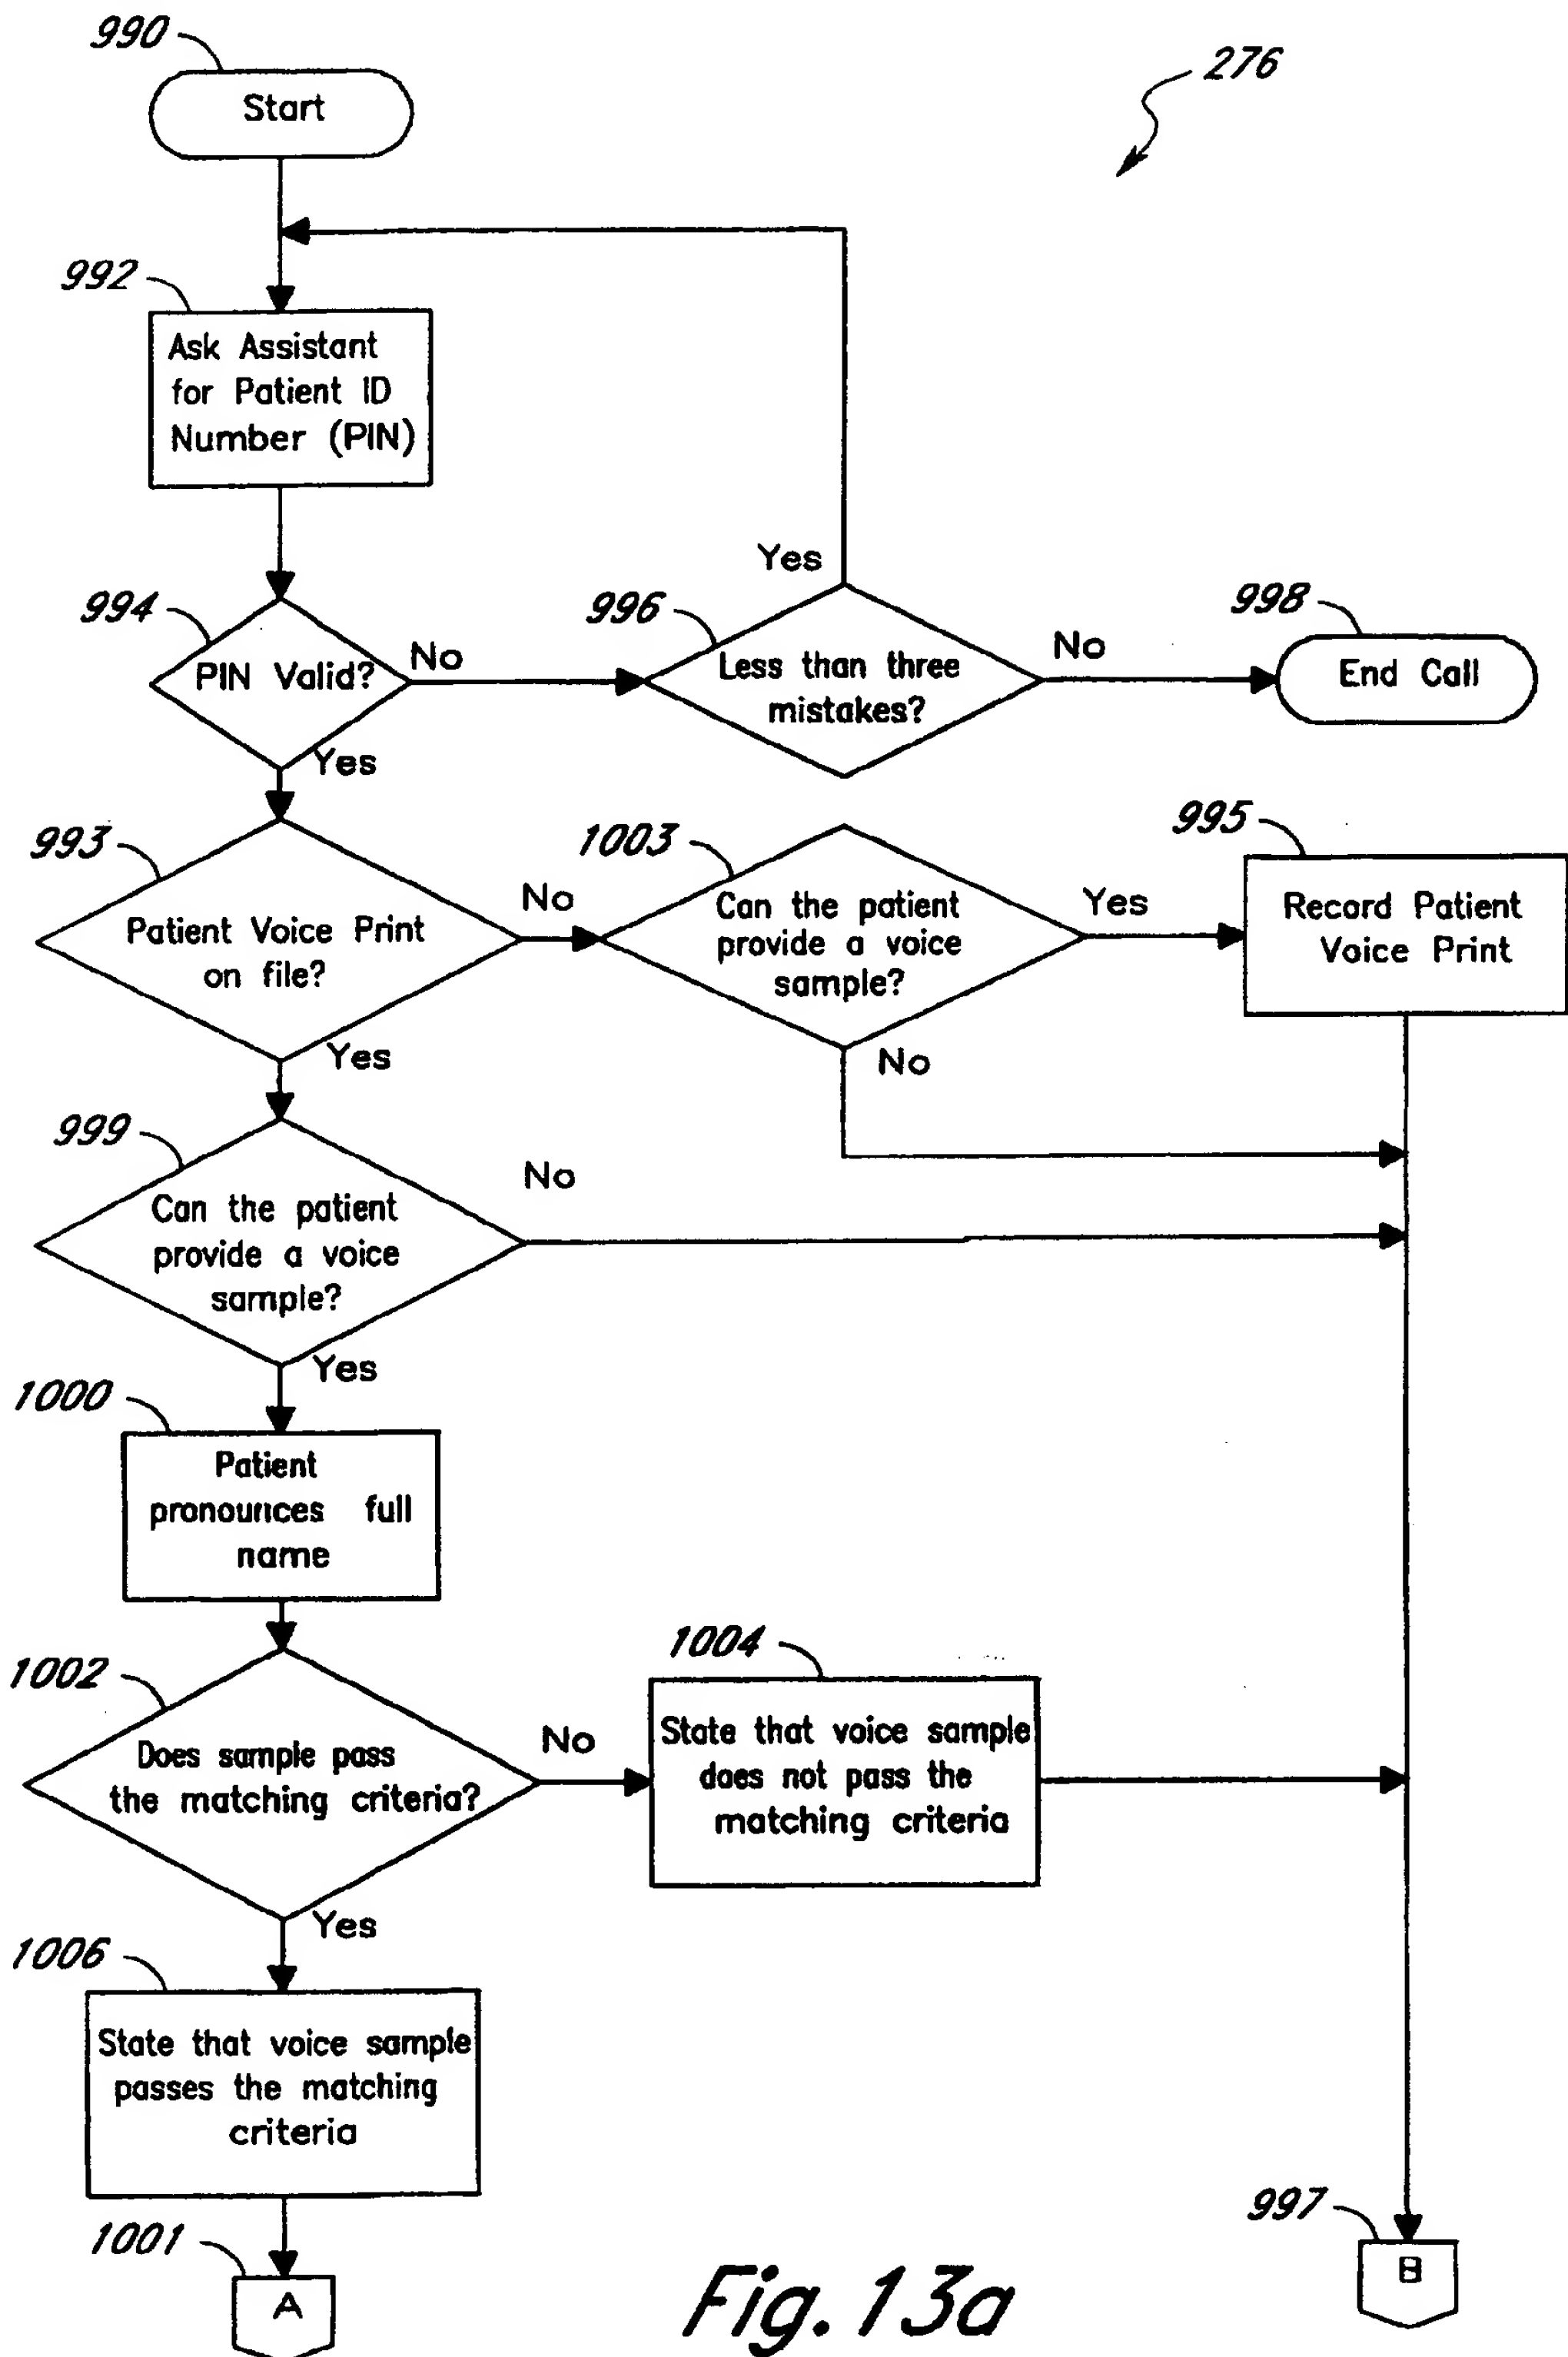 990
276
Start
992
Ask Assistant
for Patient ID
Number (PIN)
Yes
994
PIN Valid?
No
996
Less than three
mistakes?
No
998
End Call
Yes
993
Patient Voice Print
on file?
No
1003
Can the patient
provide a voice
sample?
Yes
995
Record Patient
Voice Print
No
Yes
999
Can the patient
provide a voice
sample?
No
Yes
1000
Patient
pronounces full
name
1002
Does sample pass
the matching criteria?
No
1004
State that voice sample
does not pass the
matching criteria
Yes
1006
State that voice sample
passes the matching
criteria
1001
A
997
B
Fig. 13a